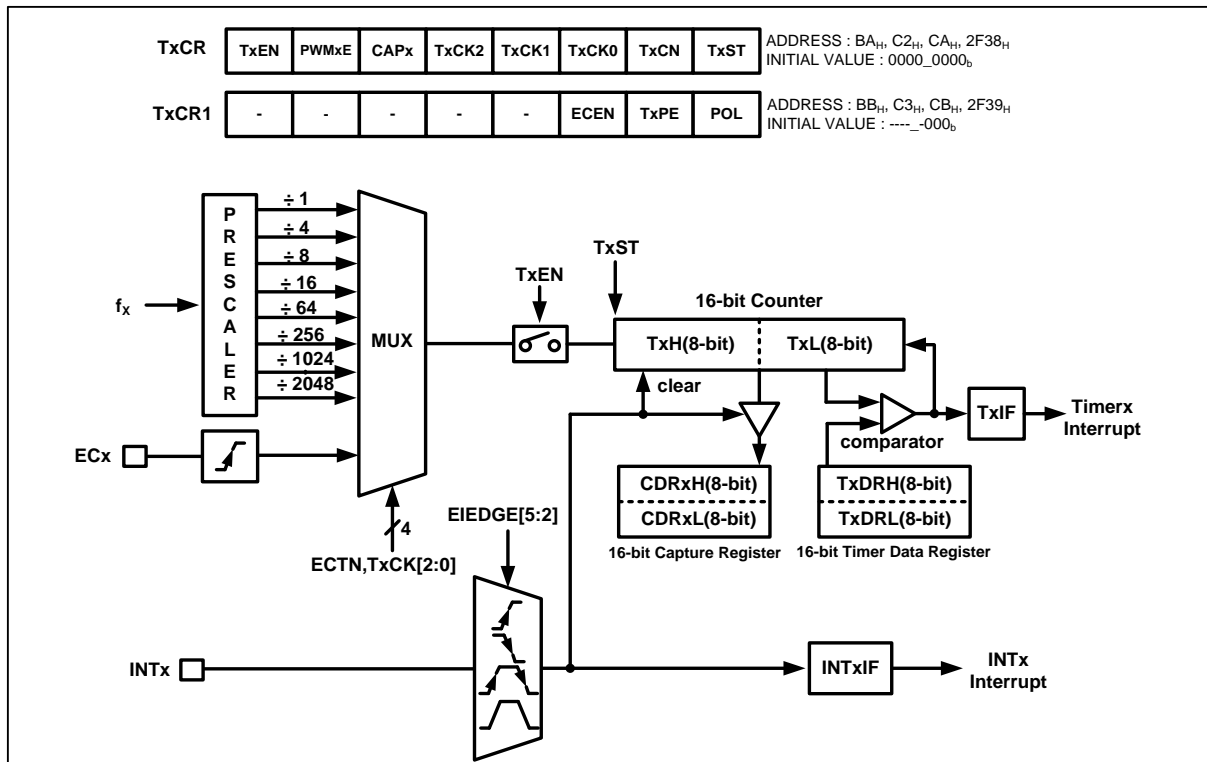 TxCR TxEN PWMxE CAPx TxCK2 TxCK1 TxCK0 TxCN TxST ADDRESS : BAH, C2H, CAH, 2F38H
INITIAL VALUE : 0000_0000b
TxCR1 - - - - - ECEN TxPE POL ADDRESS : BBH, C3H, CBH, 2F39H
INITIAL VALUE : ----_-000b
PRESCALER
÷ 1
÷ 4
÷ 8
÷ 16
÷ 64
÷ 256
÷ 1024
÷ 2048
fX
MUX
TxEN
TxST
16-bit Counter
TxH(8-bit) TxL(8-bit)
clear
comparator
TxIF
Timerx
Interrupt
ECx
CDRxH(8-bit)
CDRxL(8-bit)
16-bit Capture Register
TxDRH(8-bit)
TxDRL(8-bit)
16-bit Timer Data Register
4
ECTN,TxCK[2:0]
EIEDGE[5:2]
INTx
INTxIF
INTx
Interrupt